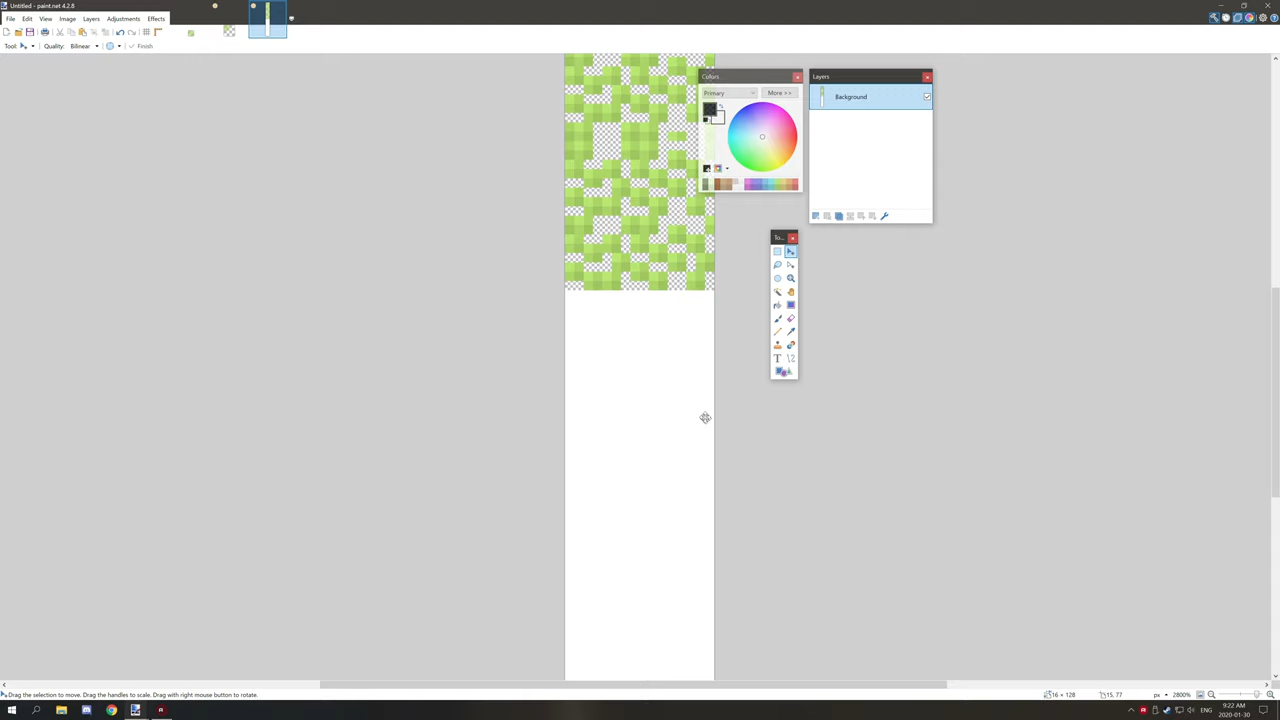 Untitled - paint.net 4.2.8
File Edit View Image Layers Adjustments Effects
Tool: Quality: Bilinear Finish
Colors
Primary
More >>
Layers
Background
To...
Drag the selection to move. Drag the handles to scale. Drag with right mouse button to rotate.
16 × 128
15, 77
px
2800%
ENG
9:22 AM
2020-01-30